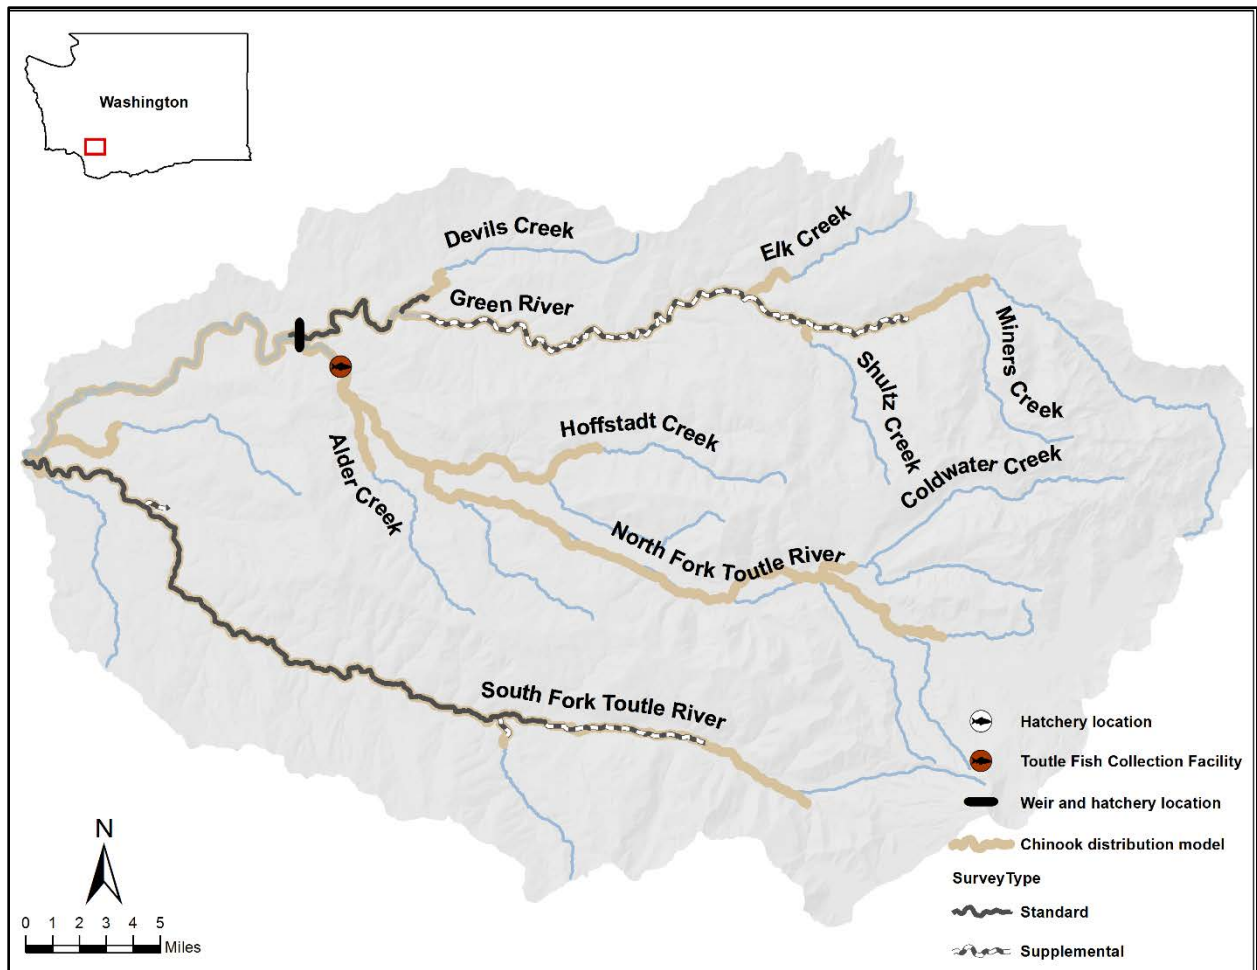 Washington
Devils Creek
Elk Creek
Green River
Miners Creek
Shultz Creek
Hoffstadt Creek
Alder Creek
Coldwater Creek
North Fork Toutle River
South Fork Toutle River
Hatchery location
Toutle Fish Collection Facility
Weir and hatchery location
Chinook distribution model
SurveyType
Standard
Supplemental
N
0 1 2 3 4 5
Miles